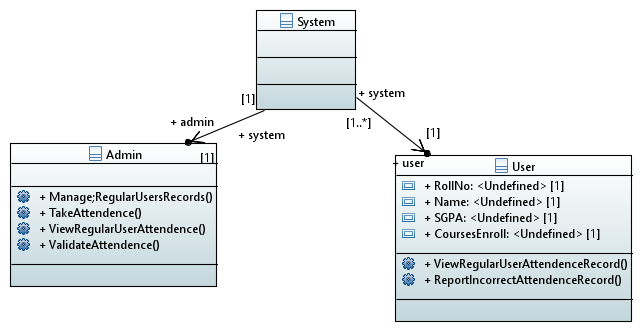 System
+ system
[1]
[1..*]
+ admin
+ system
[1]
[1]
+ user
Admin
+ Manage;RegularUsersRecords()
+ TakeAttendence()
+ ViewRegularUserAttendence()
+ ValidateAttendence()
User
+ RollNo: <Undefined> [1]
+ Name: <Undefined> [1]
+ SGPA: <Undefined> [1]
+ CoursesEnroll: <Undefined> [1]
+ ViewRegularUserAttendenceRecord()
+ ReportIncorrectAttendenceRecord()